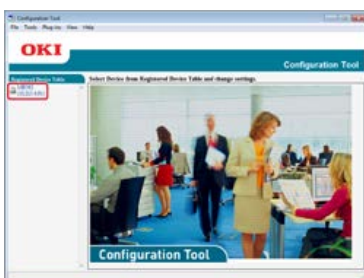 Configuration Tool
File Tools Plug-ins View Help
OKI
Configuration Tool
Registered Device Table
Select Device from Registered Device Table and change settings.
Configuration Tool